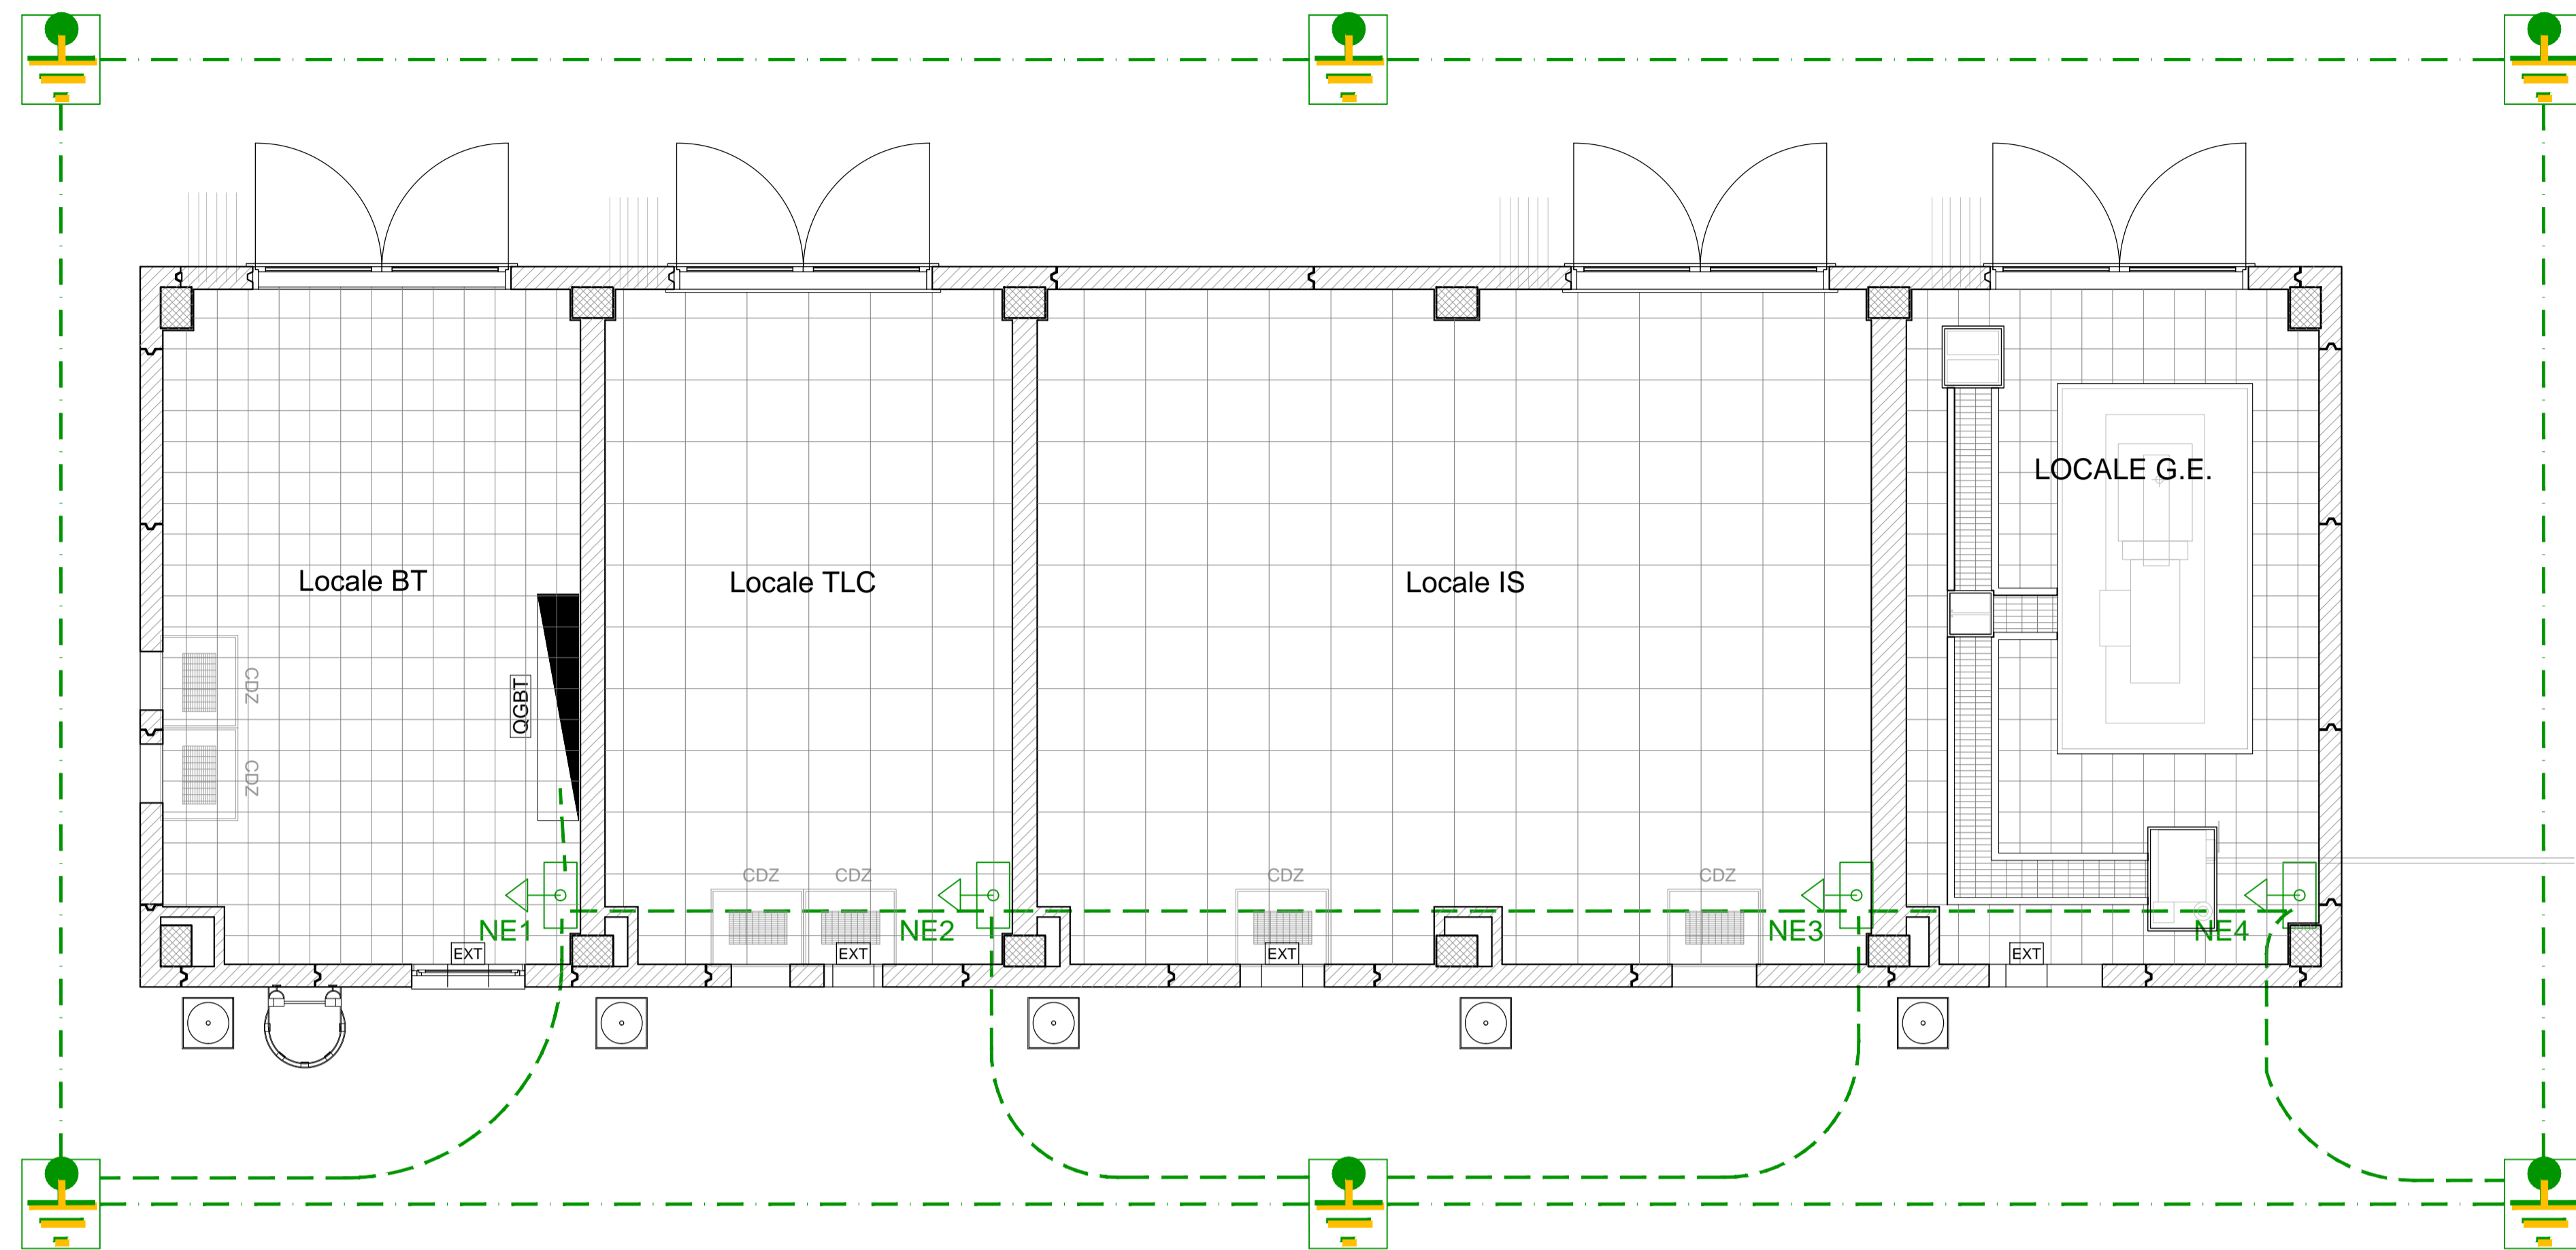 LOCALE G.E.
Locale BT
Locale TLC
Locale IS
CDZ
QGBT
CDZ
CDZ
CDZ
CDZ
CDZ
NE1
NE2
NE3
NE4
EXT
EXT
EXT
EXT